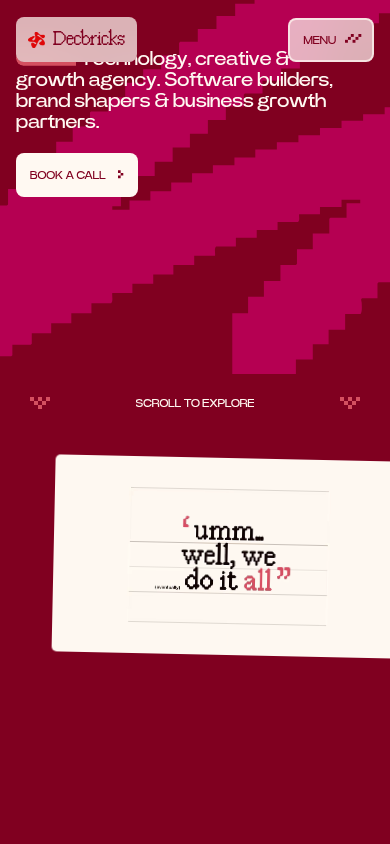 Decbricks
MENU
Technology, creative &
growth agency. Software builders,
brand shapers & business growth
partners.
BOOK A CALL
SCROLL TO EXPLORE
‘ umm...
well, we
(eventually) do it all ”